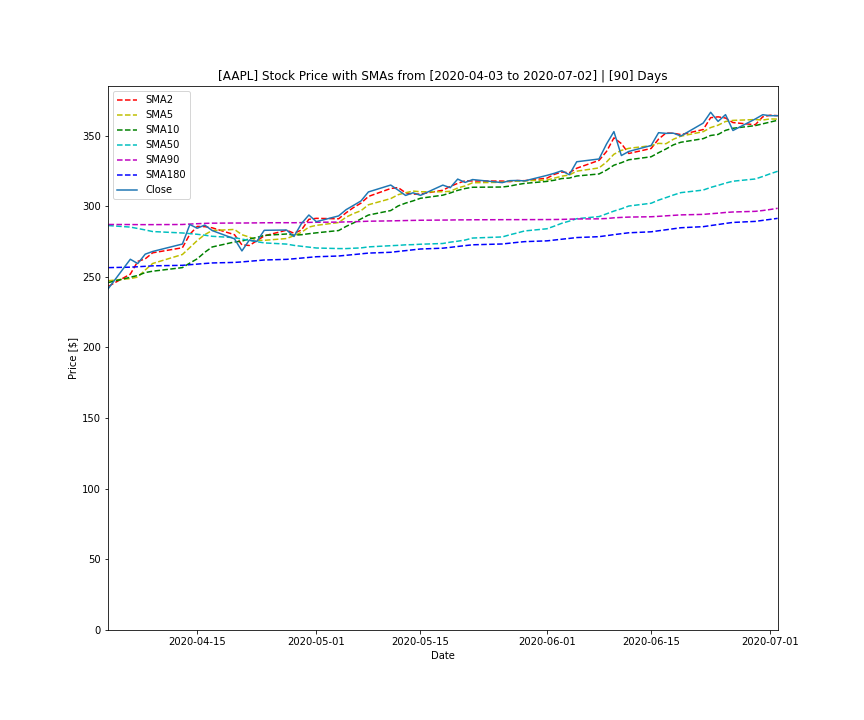 [AAPL] Stock Price with SMAs from [2020-04-03 to 2020-07-02] | [90] Days
SMA2
SMA5
SMA10
SMA50
SMA90
SMA180
Close
350
300
250
200
150
100
50
0
Price [$]
2020-04-15
2020-05-01
2020-05-15
2020-06-01
2020-06-15
2020-07-01
Date